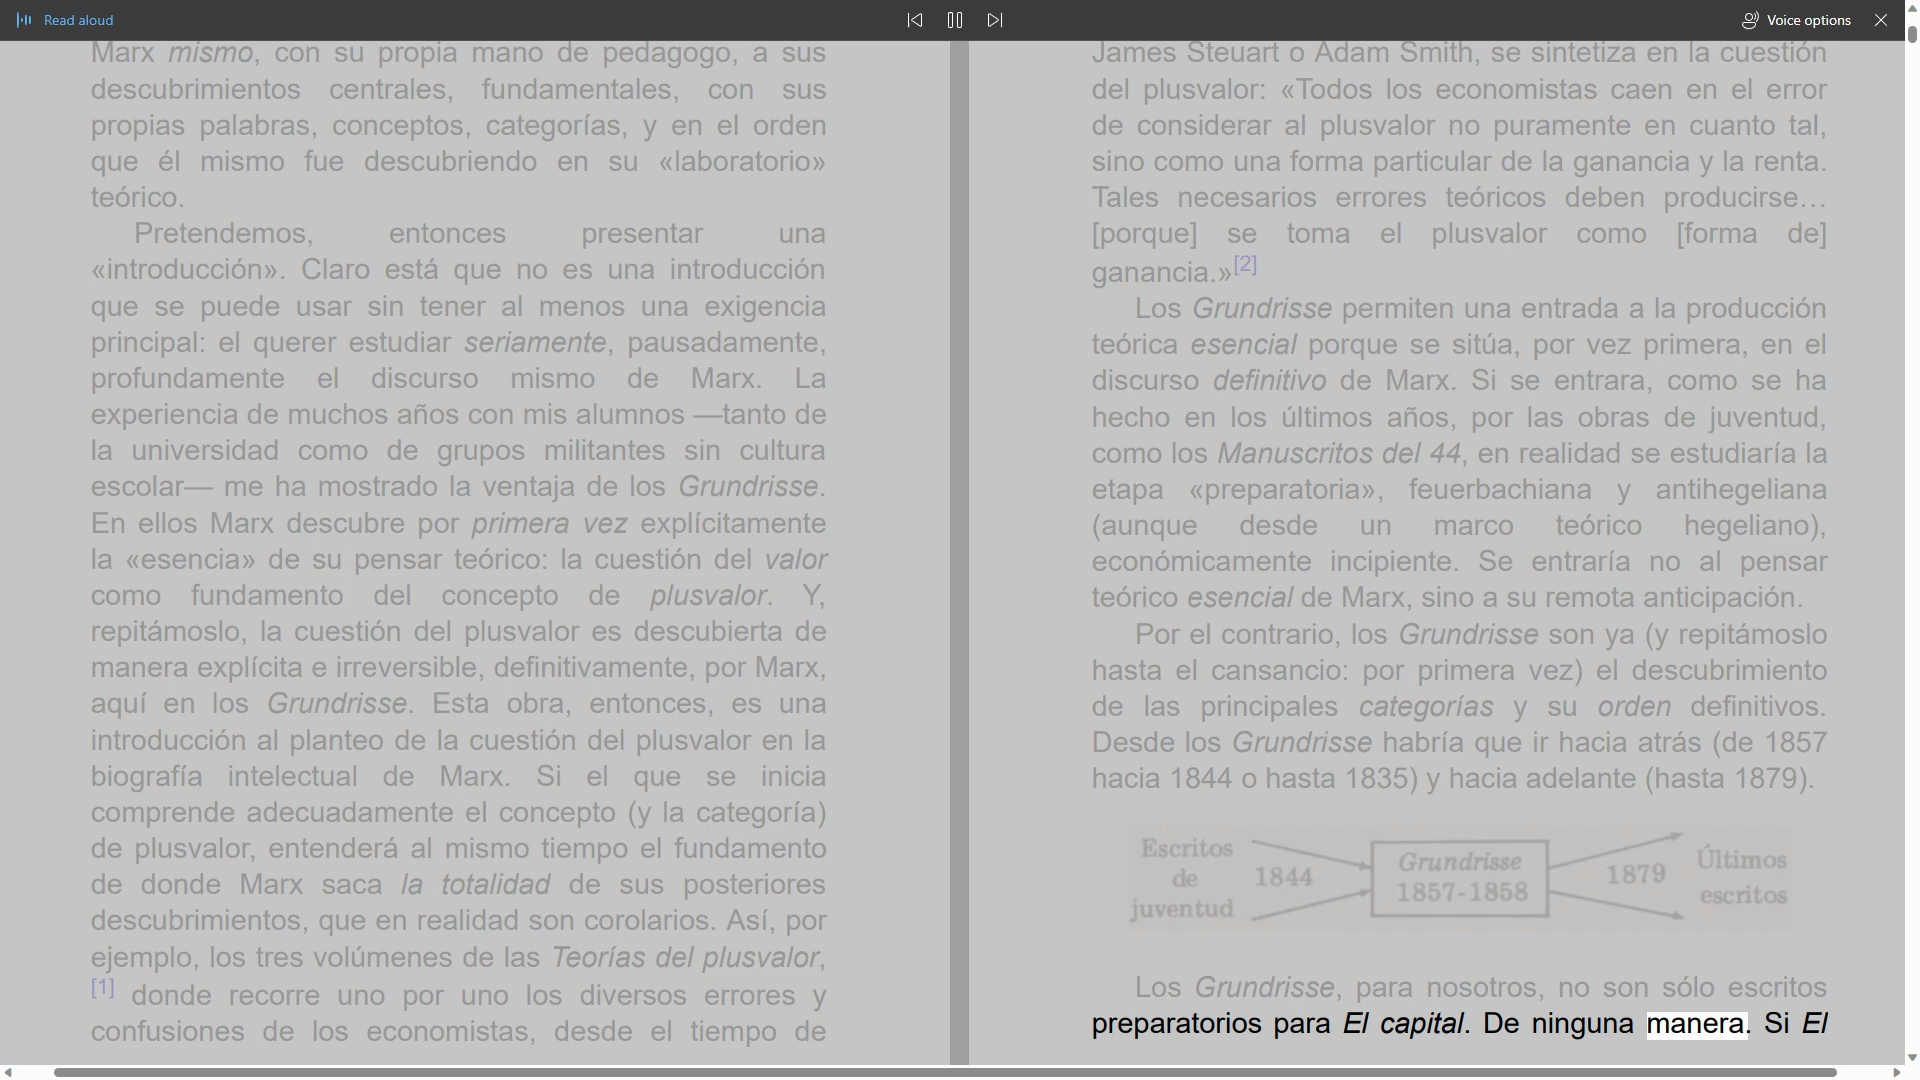 Read aloud
Voice options
Marx mismo, con su propia mano de pedagogo, a sus
descubrimientos centrales, fundamentales, con sus
propias palabras, conceptos, categorías, y en el orden
que él mismo fue descubriendo en su «laboratorio»
teórico.
Pretendemos, entonces presentar una
«introducción». Claro está que no es una introducción
que se puede usar sin tener al menos una exigencia
principal: el querer estudiar seriamente, pausadamente,
profundamente el discurso mismo de Marx. La
experiencia de muchos años con mis alumnos —tanto de
la universidad como de grupos militantes sin cultura
escolar— me ha mostrado la ventaja de los Grundrisse.
En ellos Marx descubre por primera vez explícitamente
la «esencia» de su pensar teórico: la cuestión del valor
como fundamento del concepto de plusvalor. Y,
repitámoslo, la cuestión del plusvalor es descubierta de
manera explícita e irreversible, definitivamente, por Marx,
aquí en los Grundrisse. Esta obra, entonces, es una
introducción al planteo de la cuestión del plusvalor en la
biografía intelectual de Marx. Si el que se inicia
comprende adecuadamente el concepto (y la categoría)
de plusvalor, entenderá al mismo tiempo el fundamento
de donde Marx saca la totalidad de sus posteriores
descubrimientos, que en realidad son corolarios. Así, por
ejemplo, los tres volúmenes de las Teorías del plusvalor,
[1] donde recorre uno por uno los diversos errores y
confusiones de los economistas, desde el tiempo de
James Steuart o Adam Smith, se sintetiza en la cuestión
del plusvalor: «Todos los economistas caen en el error
de considerar al plusvalor no puramente en cuanto tal,
sino como una forma particular de la ganancia y la renta.
Tales necesarios errores teóricos deben producirse…
[porque] se toma el plusvalor como [forma de]
ganancia.»[2]
Los Grundrisse permiten una entrada a la producción
teórica esencial porque se sitúa, por vez primera, en el
discurso definitivo de Marx. Si se entrara, como se ha
hecho en los últimos años, por las obras de juventud,
como los Manuscritos del 44, en realidad se estudiaría la
etapa «preparatoria», feuerbachiana y antihegeliana
(aunque desde un marco teórico hegeliano),
económicamente incipiente. Se entraría no al pensar
teórico esencial de Marx, sino a su remota anticipación.
Por el contrario, los Grundrisse son ya (y repitámoslo
hasta el cansancio: por primera vez) el descubrimiento
de las principales categorías y su orden definitivos.
Desde los Grundrisse habría que ir hacia atrás (de 1857
hacia 1844 o hasta 1835) y hacia adelante (hasta 1879).
Escritos
de
juventud
1844
Grundrisse
1857-1858
1879
Últimos
escritos
Los Grundrisse, para nosotros, no son sólo escritos
preparatorios para El capital. De ninguna manera. Si El